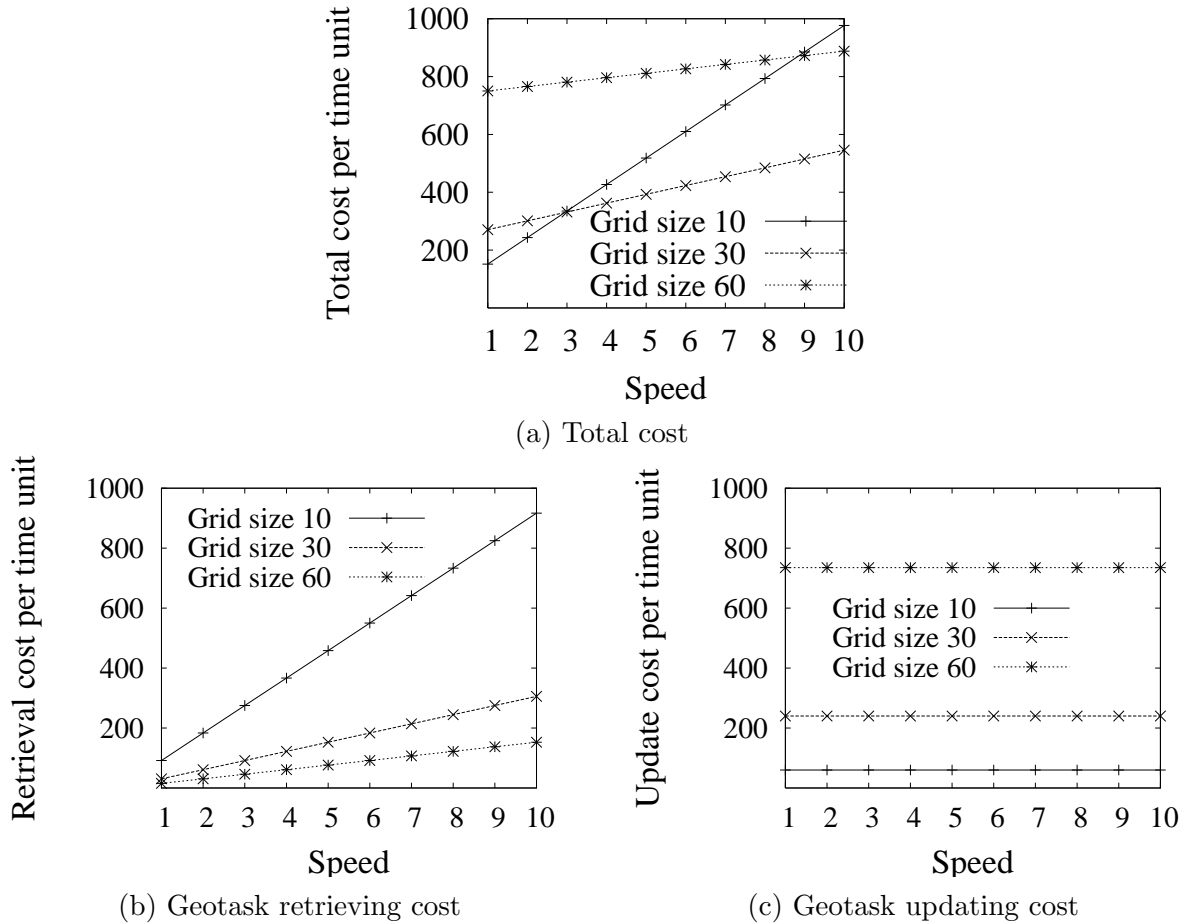 1000
800
600
400
200
Total cost per time unit
Grid size 10
Grid size 30
Grid size 60
1 2 3 4 5 6 7 8 9 10
Speed
(a) Total cost
1000
800
600
400
200
Retrieval cost per time unit
Grid size 10
Grid size 30
Grid size 60
1 2 3 4 5 6 7 8 9 10
Speed
(b) Geotask retrieving cost
1000
800
600
400
200
Update cost per time unit
Grid size 10
Grid size 30
Grid size 60
1 2 3 4 5 6 7 8 9 10
Speed
(c) Geotask updating cost